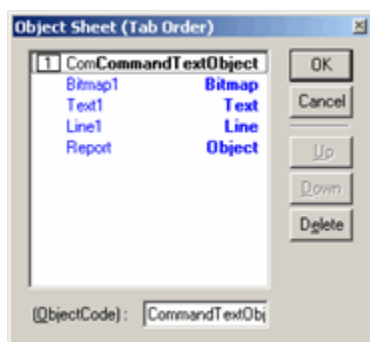 Object Sheet (Tab Order)
1 ComCommandTextObject
Bitmap1 Bitmap
Text1 Text
Line1 Line
Report Object
OK
Cancel
Up
Down
Delete
(ObjectCode) : CommandTextObj